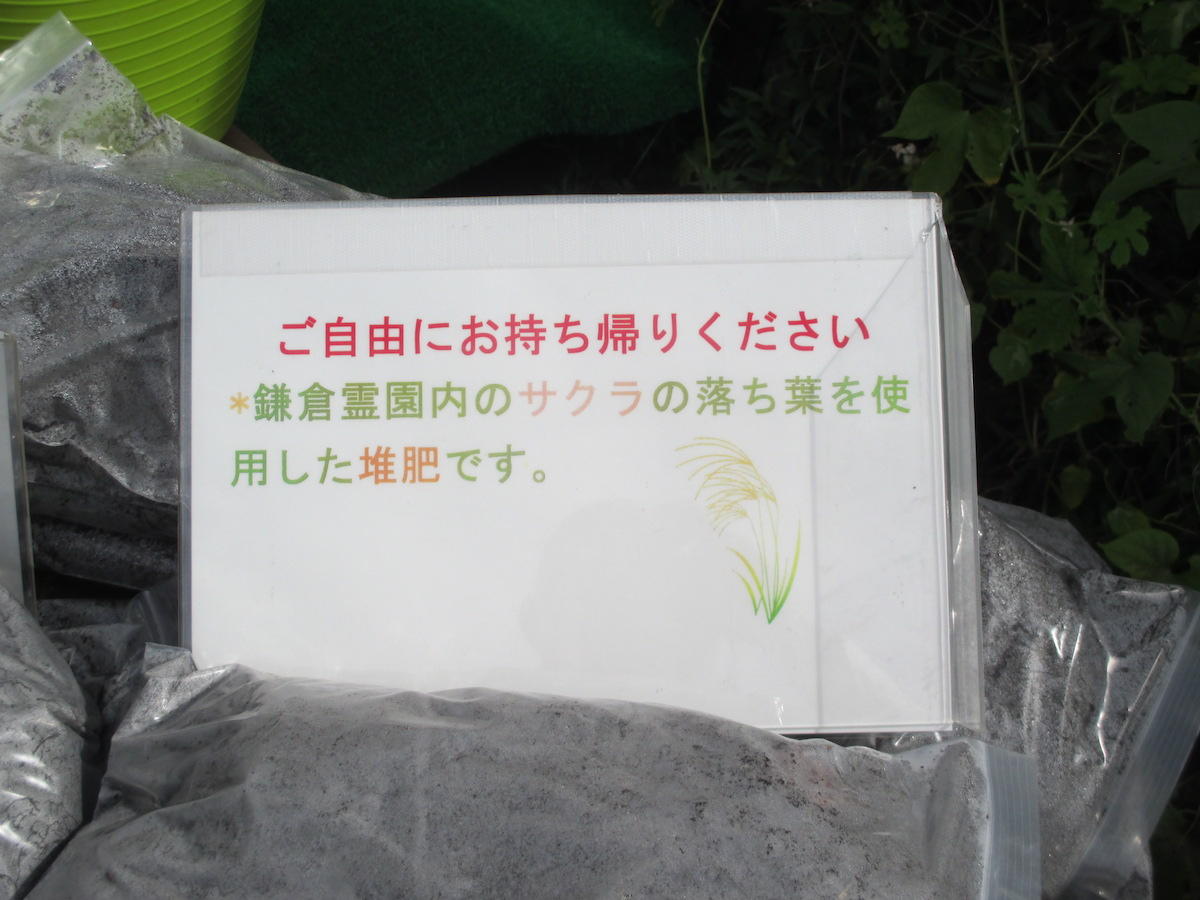 ご自由にお持ち帰りください
*鎌倉霊園内のサクラの落ち葉を使
用した堆肥です。